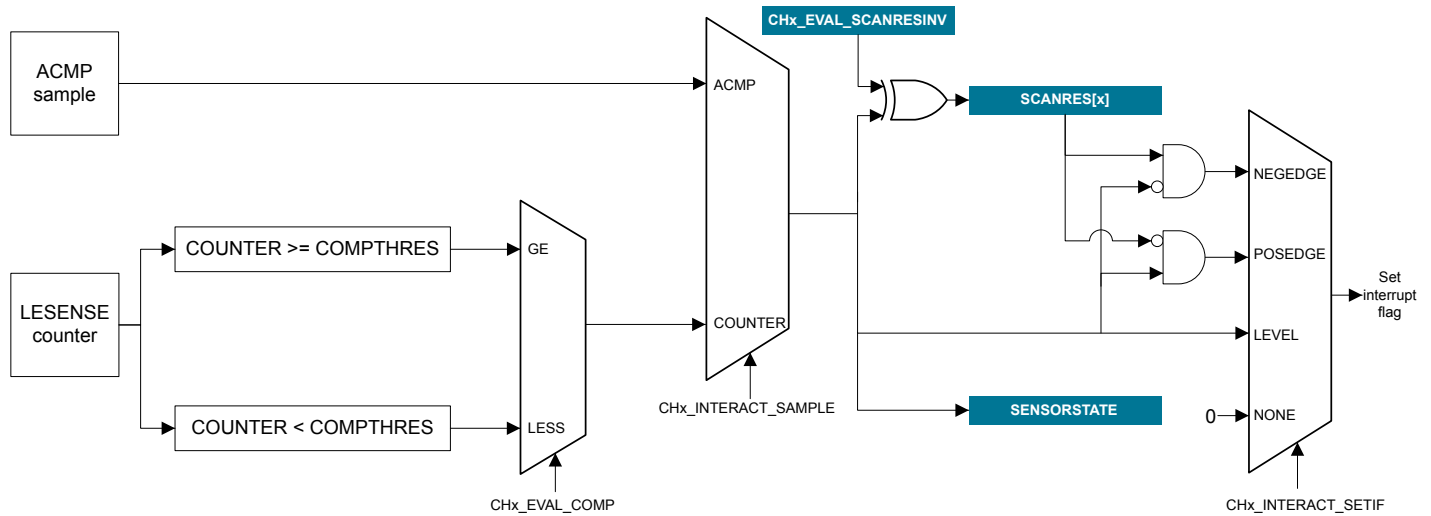 CHx_EVAL_SCANRESINV
ACMP
sample
ACMP
SCANRES[x]
NEGEDGE
COUNTER >= COMPTHRES
GE
POSEDGE
LESENSE
counter
COUNTER
Set
interrupt
flag
LEVEL
CHx_INTERACT_SAMPLE
SENSORSTATE
0
NONE
COUNTER < COMPTHRES
LESS
CHx_EVAL_COMP
CHx_INTERACT_SETIF